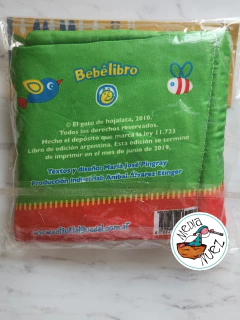 Bebélibro
© El gato de hojalata, 2010.
Todos los derechos reservados.
Hecho el depósito que marca la ley 11.723
Libro de edición argentina. Esta edición se terminó
de imprimir en el mes de junio de 2019.
Textos y diseño: María José Pingray
Producción industrial: Aníbal Álvarez Etinger
MEDIA
NUEZ